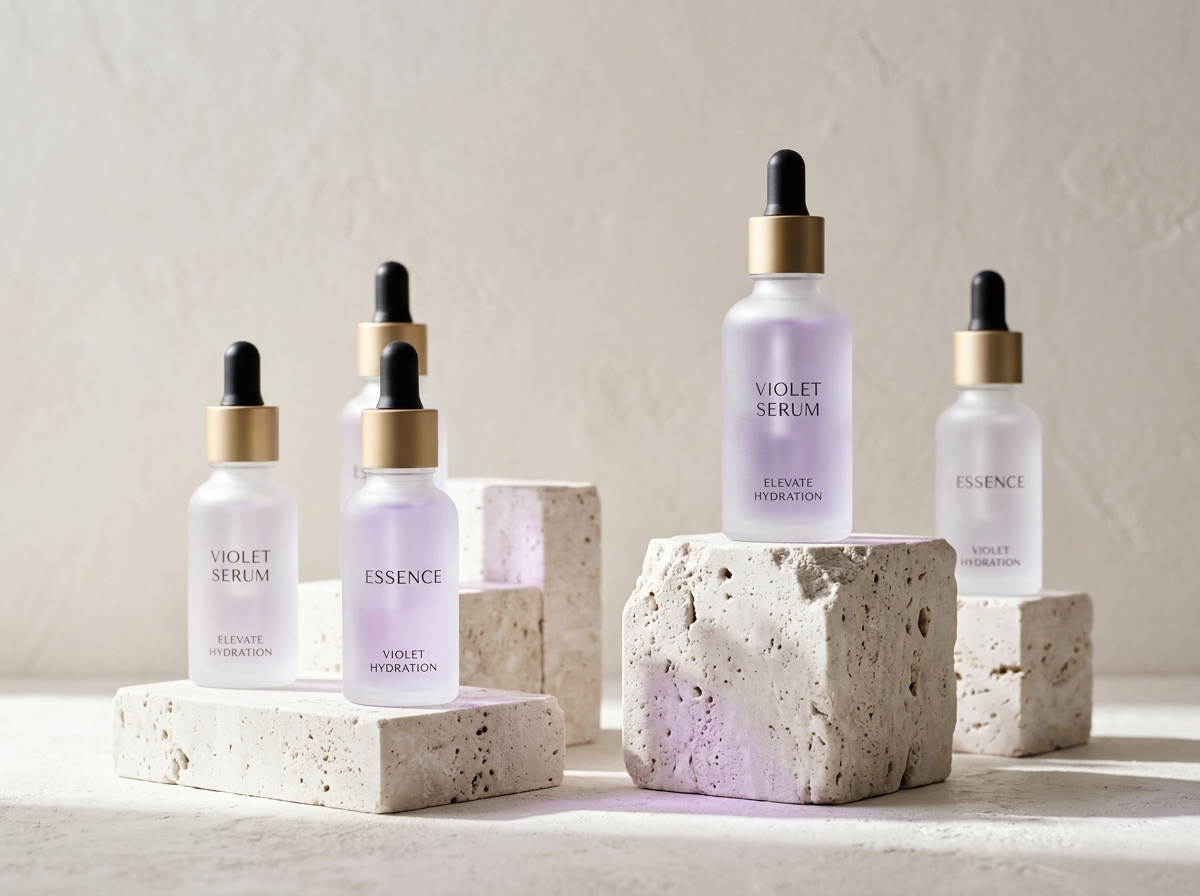 VIOLET
SERUM
ELEVATE
HYDRATION
ESSENCE
VIOLET
HYDRATION
VIOLET
SERUM
ELEVATE
HYDRATION
ESSENCE
VIOLET
HYDRATION